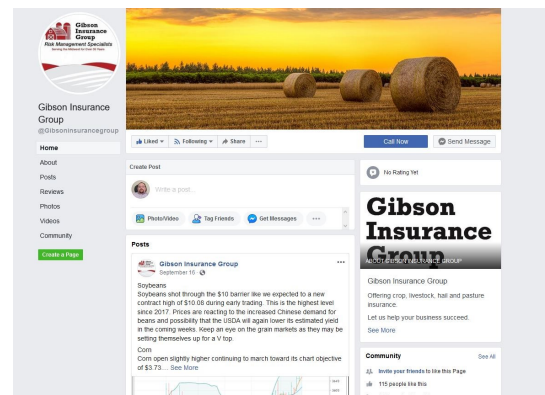 Gibson
Insurance
Group
Risk Management Specialists
Serving the Midwest for Over 50 Years
Gibson Insurance
Group
@Gibsoninsurancegroup
Home
About
Posts
Reviews
Photos
Videos
Community
Create a Page
Liked
Following
Share
Call Now
Send Message
Create Post
Write a post...
Photo/Video
Tag Friends
Get Messages
Posts
Gibson Insurance Group
September 16 ·
Soybeans
Soybeans shot through the $10 barrier like we expected to a new
contract high of $10.08 during early trading. This is the highest level
since 2017. Prices are reacting to the increased Chinese demand for
beans and possibility that the USDA will again lower its estimated yield
in the coming weeks. Keep an eye on the grain markets as they may be
setting themselves up for a V top.
Corn
Corn open slightly higher continuing to march toward its chart objective
of $3.73... See More
No Rating Yet
Gibson
Insurance
Group
ABOUT GIBSON INSURANCE GROUP
Gibson Insurance Group
Offering crop, livestock, hail and pasture
insurance.
Let us help your business succeed.
See More
Community
See All
Invite your friends to like this Page
115 people like this